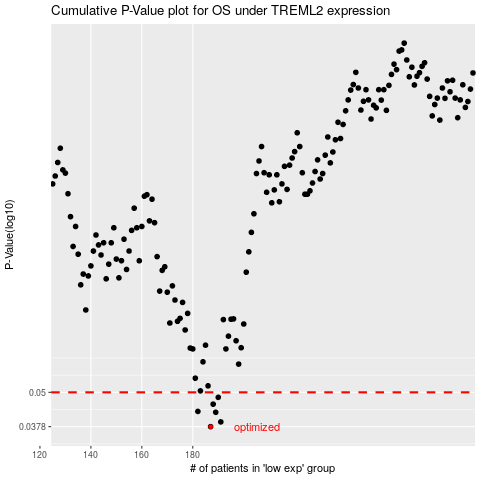 Cumulative P-Value plot for OS under TREML2 expression
P-Value(log10)
0.05
0.0378
optimized
120 140 160 180
# of patients in 'low exp' group